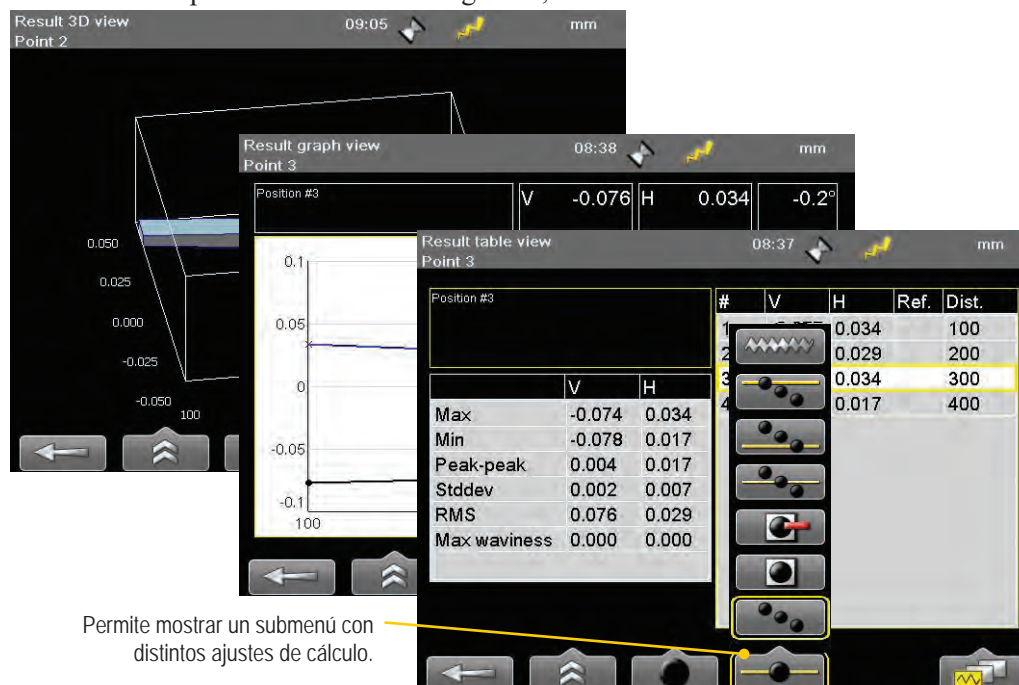 Result 3D view
09:05
mm
Point 2
0.050
0.025
0.000
-0.025
-0.050
100
Result graph view
08:38
mm
Point 3
Position #3
V -0.076 H 0.034 -0.2°
0.1
0.05
0
-0.05
-0.1
100
Result table view
08:37
mm
Point 3
Position #3
V H
Max -0.074 0.034
Min -0.078 0.017
Peak-peak 0.004 0.017
Stddev 0.002 0.007
RMS 0.076 0.029
Max waviness 0.000 0.000
# V H Ref. Dist.
1 0.034 100
2 0.029 200
3 0.034 300
4 0.017 400
Permite mostrar un submenú con
distintos ajustes de cálculo.